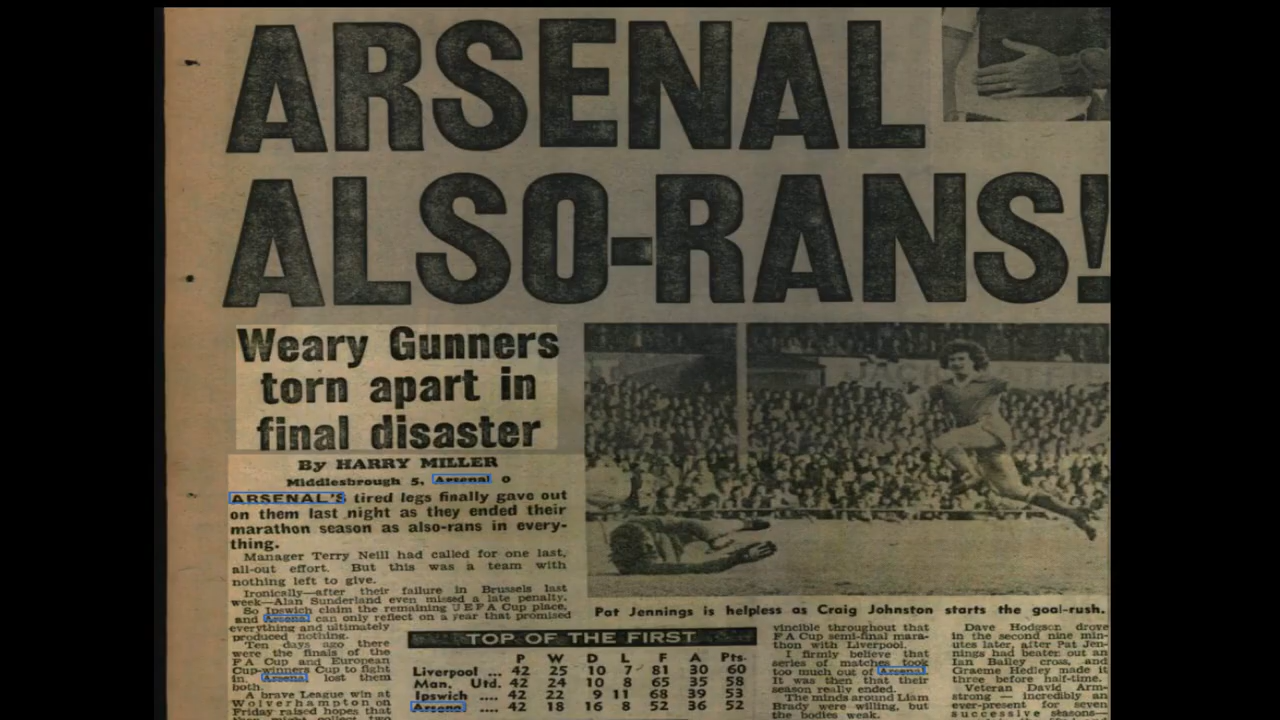 ARSENAL
ALSO-RANS!
Weary Gunners
torn apart in
final disaster
By HARRY MILLER
Middlesbrough 5, Arsenal 0
ARSENAL'S tired legs finally gave out
on them last night as they ended their
marathon season as also-rans in every-
thing.
Manager Terry Neill had called for one last,
all-out effort. But this was a team with
nothing left to give.
Ironically—after their failure in Brussels last
week—Alan Sunderland even missed a late penalty.
So Ipswich claim the remaining UEFA Cup place,
and Arsenal can only reflect on a year that promised
everything and ultimately
produced nothing.
Ten days ago there
were the finals of the
FA Cup and European
Cup-winners Cup to fight
in. Arsenal lost them
both.
A brave League win at
Wolverhampton on
Friday raised hopes that
Pat Jennings is helpless as Craig Johnston starts the goal-rush.
TOP OF THE FIRST
P W D L F A Pts.
Liverpool ... 42 25 10 7 81 30 60
Man. Utd. 42 24 10 8 65 35 58
Ipswich .... 42 22 9 11 68 39 53
Arsenal .... 42 18 16 8 52 36 52
vincible throughout that
FA Cup semi-final mara-
thon with Liverpool.
I firmly believe that
series of matches took
too much out of Arsenal.
It was then that their
season really ended.
The minds around Liam
Brady were willing, but
the bodies weak.
Dave Hodgson drove
in the second nine min-
utes later, after Pat Jen-
nings had beaten out an
Ian Bailey cross, and
Graeme Hedley made it
three before half-time.
Veteran David Arm-
strong — incredibly an
ever-present for seven
successive seasons—